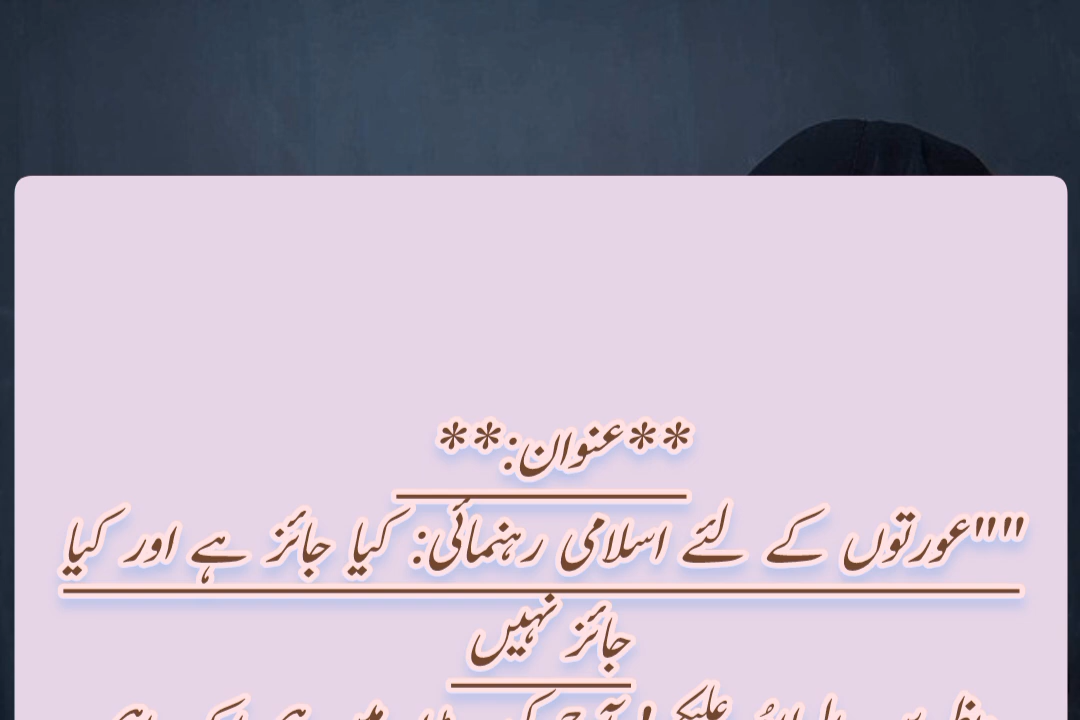 **عنوان:**
""عورتوں کے لئے اسلامی رہنمائی: کیا جائز ہے اور کیا
جائز نہیں